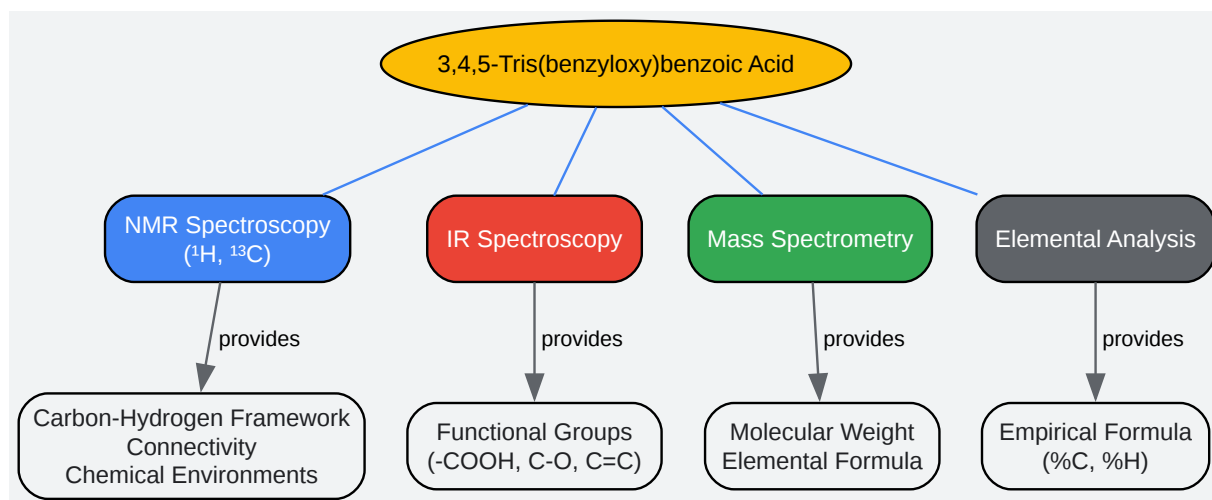 3,4,5-Tris(benzyloxy)benzoic Acid
NMR Spectroscopy
(¹H, ¹³C)
IR Spectroscopy
Mass Spectrometry
Elemental Analysis
provides
provides
provides
provides
Carbon-Hydrogen Framework
Connectivity
Chemical Environments
Functional Groups
(-COOH, C-O, C=C)
Molecular Weight
Elemental Formula
Empirical Formula
(%C, %H)